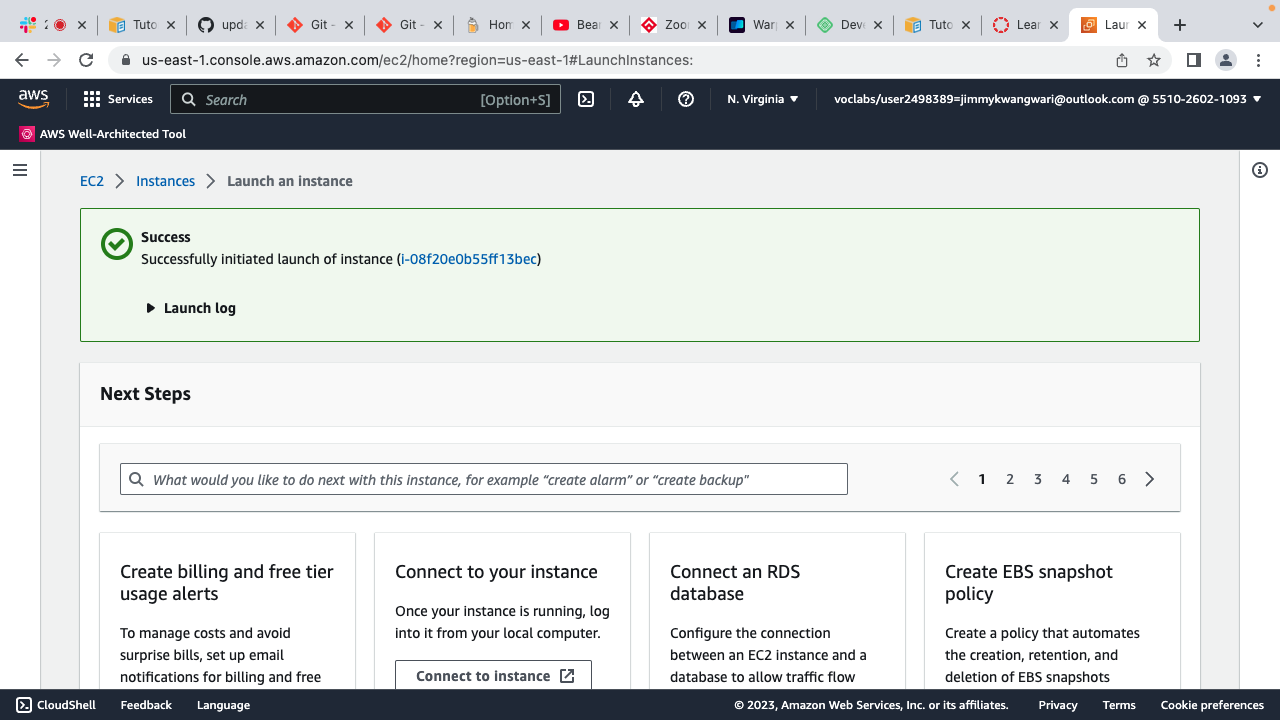 2
Tuto
upda
Git -
Git -
Hom
Bear
Zoo
Warp
Deve
Tuto
Lear
Laun
us-east-1.console.aws.amazon.com/ec2/home?region=us-east-1#LaunchInstances:
aws
Services
Search
[Option+S]
N. Virginia
voclabs/user2498389=jimmykwangwari@outlook.com @ 5510-2602-1093
AWS Well-Architected Tool
EC2
Instances
Launch an instance
Success
Successfully initiated launch of instance (i-08f20e0b55ff13bec)
Launch log
Next Steps
What would you like to do next with this instance, for example “create alarm” or “create backup”
1 2 3 4 5 6
Create billing and free tier
usage alerts
To manage costs and avoid
surprise bills, set up email
notifications for billing and free
Connect to your instance
Once your instance is running, log
into it from your local computer.
Connect to instance
Connect an RDS
database
Configure the connection
between an EC2 instance and a
database to allow traffic flow
Create EBS snapshot
policy
Create a policy that automates
the creation, retention, and
deletion of EBS snapshots
CloudShell
Feedback
Language
© 2023, Amazon Web Services, Inc. or its affiliates.
Privacy
Terms
Cookie preferences